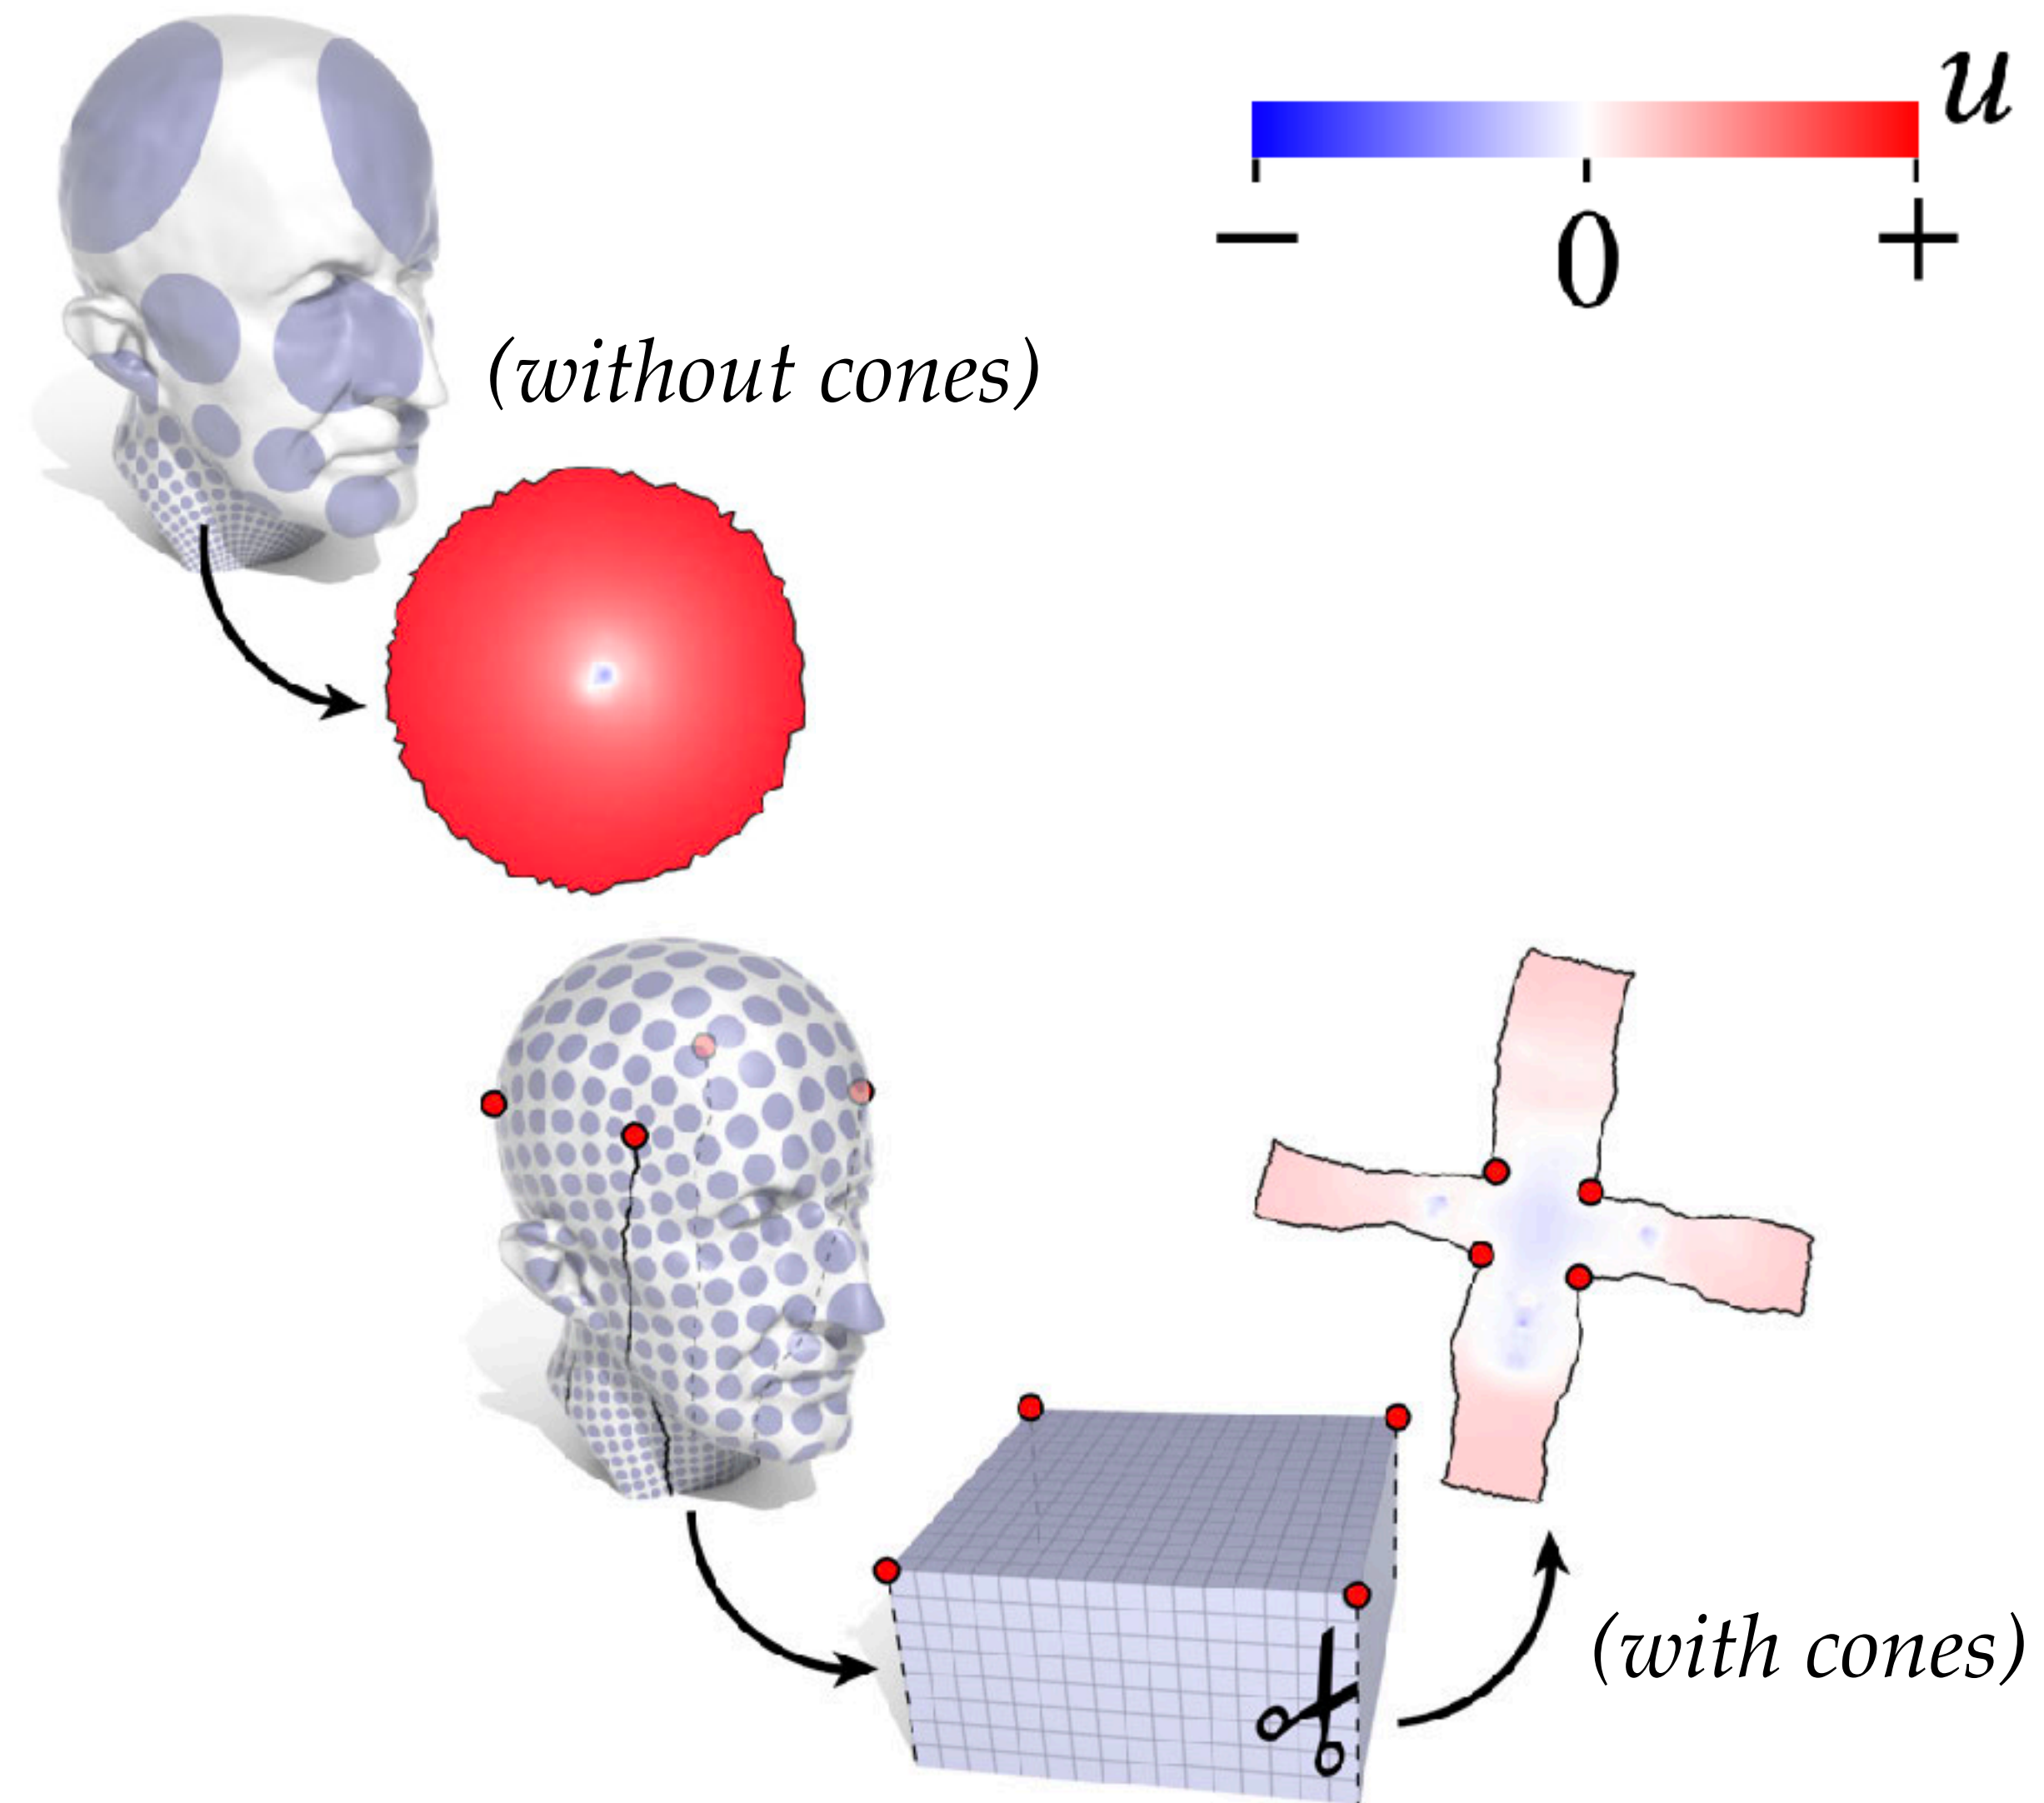 u
− 0 +
(without cones)
(with cones)